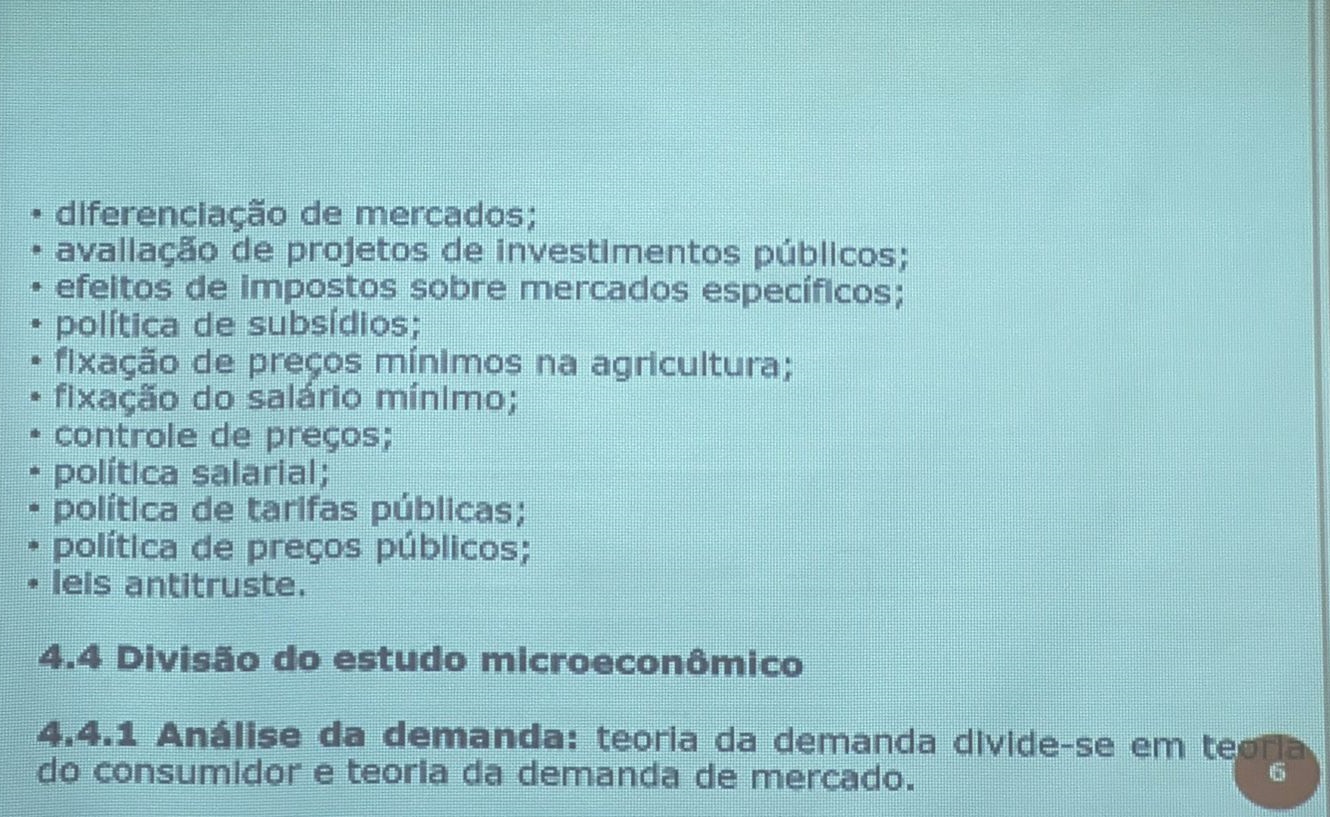 • diferenciação de mercados;
• avaliação de projetos de investimentos públicos;
• efeitos de impostos sobre mercados específicos;
• política de subsídios;
• fixação de preços mínimos na agricultura;
• fixação do salário mínimo;
• controle de preços;
• política salarial;
• política de tarifas públicas;
• política de preços públicos;
• leis antitruste.
4.4 Divisão do estudo microeconômico
4.4.1 Análise da demanda: teoria da demanda divide-se em teoria
do consumidor e teoria da demanda de mercado.
6